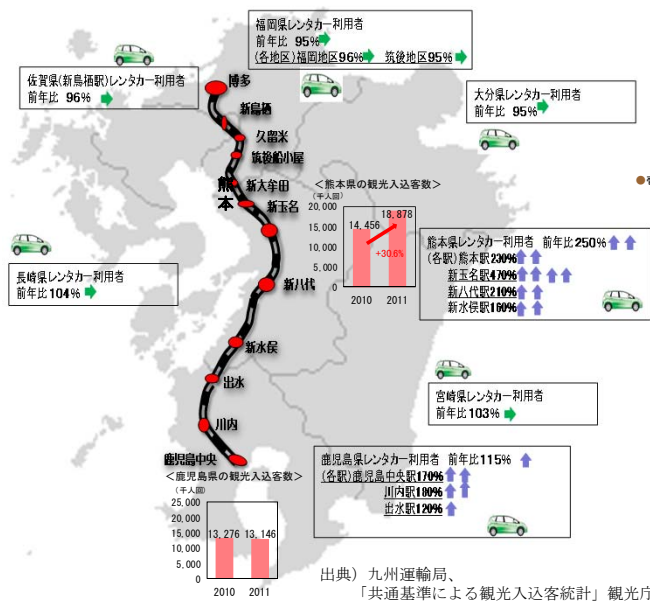 福岡県レンタカー利用者
前年比 95%
(各地区)福岡地区96% 筑後地区95%
佐賀県(新鳥栖駅)レンタカー利用者
前年比 96%
大分県レンタカー利用者
前年比 95%
博多
新鳥栖
久留米
筑後船小屋
新大牟田
熊本
新玉名
<熊本県の観光入込客数>
(千人回)
20,000
15,000
10,000
5,000
0
14,456
18,878
+30.6%
2010 2011
熊本県レンタカー利用者 前年比250%
(各駅)熊本駅230%
新玉名駅470%
新八代駅210%
新水俣駅160%
長崎県レンタカー利用者
前年比104%
新八代
新水俣
出水
川内
鹿児島中央
宮崎県レンタカー利用者
前年比103%
鹿児島県レンタカー利用者 前年比115%
(各駅)鹿児島中央駅170%
川内駅180%
出水駅120%
<鹿児島県の観光入込客数>
(千人回)
25,000
20,000
15,000
10,000
5,000
0
13,276
13,146
2010 2011
出典）九州運輸局、
「共通基準による観光入込客統計」観光庁